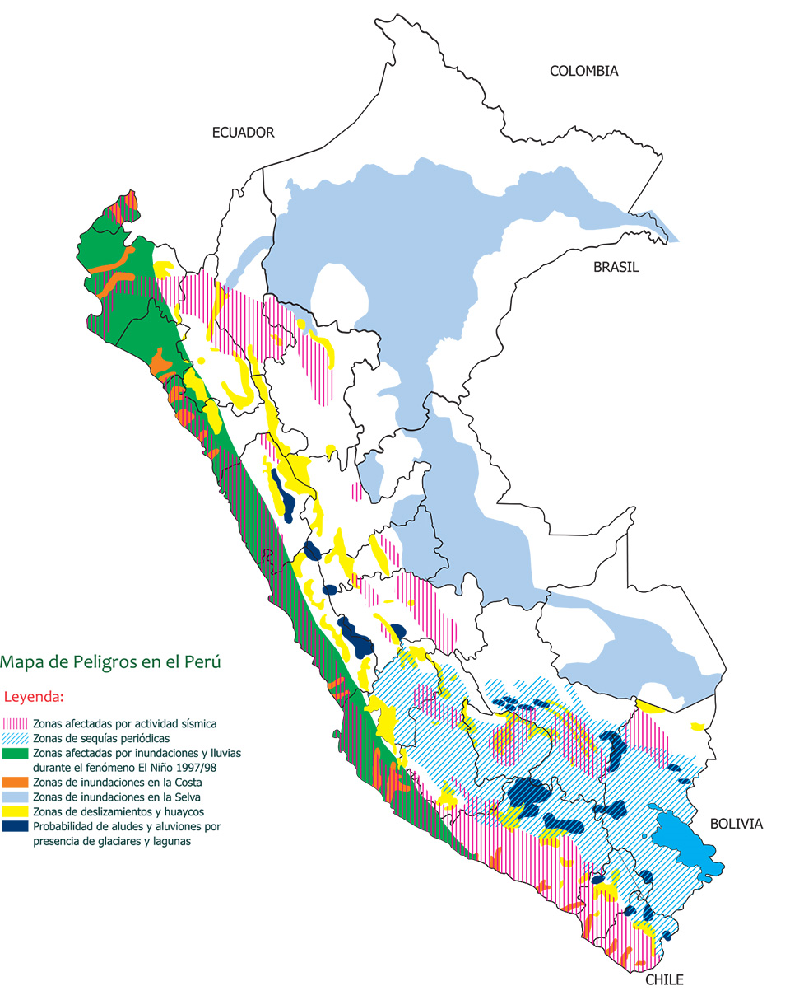 COLOMBIA
ECUADOR
BRASIL
Mapa de Peligros en el Perú
Leyenda:
Zonas afectadas por actividad sísmica
Zonas de sequías periódicas
Zonas afectadas por inundaciones y lluvias
durante el fenómeno El Niño 1997/98
Zonas de inundaciones en la Costa
Zonas de inundaciones en la Selva
Zonas de deslizamientos y huaycos
Probabilidad de aludes y aluviones por
presencia de glaciares y lagunas
BOLIVIA
CHILE